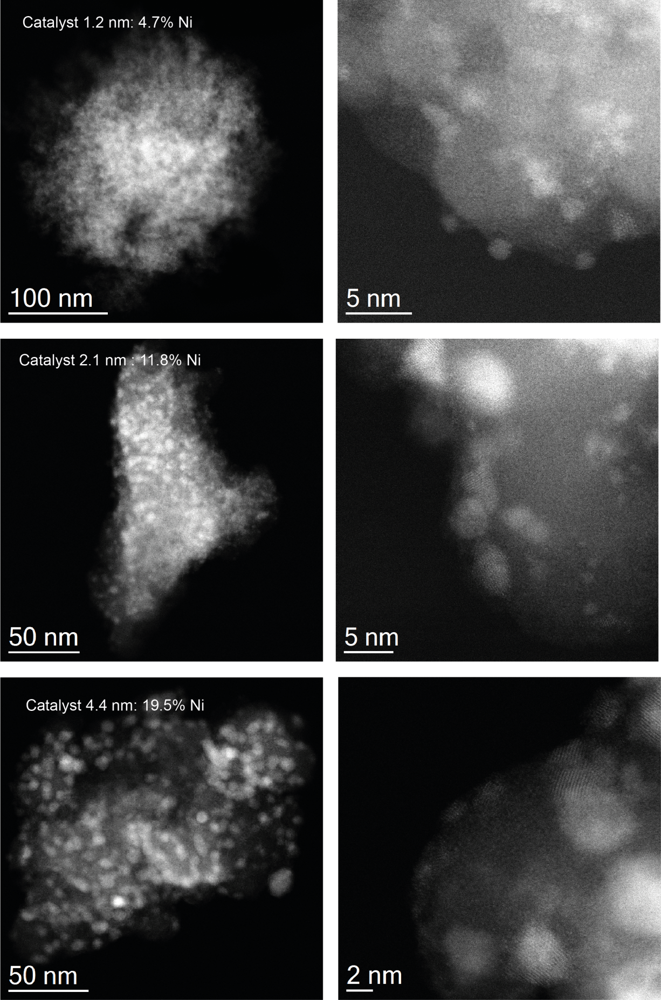 Catalyst 1.2 nm: 4.7% Ni
100 nm
5 nm
Catalyst 2.1 nm : 11.8% Ni
50 nm
5 nm
Catalyst 4.4 nm: 19.5% Ni
50 nm
2 nm